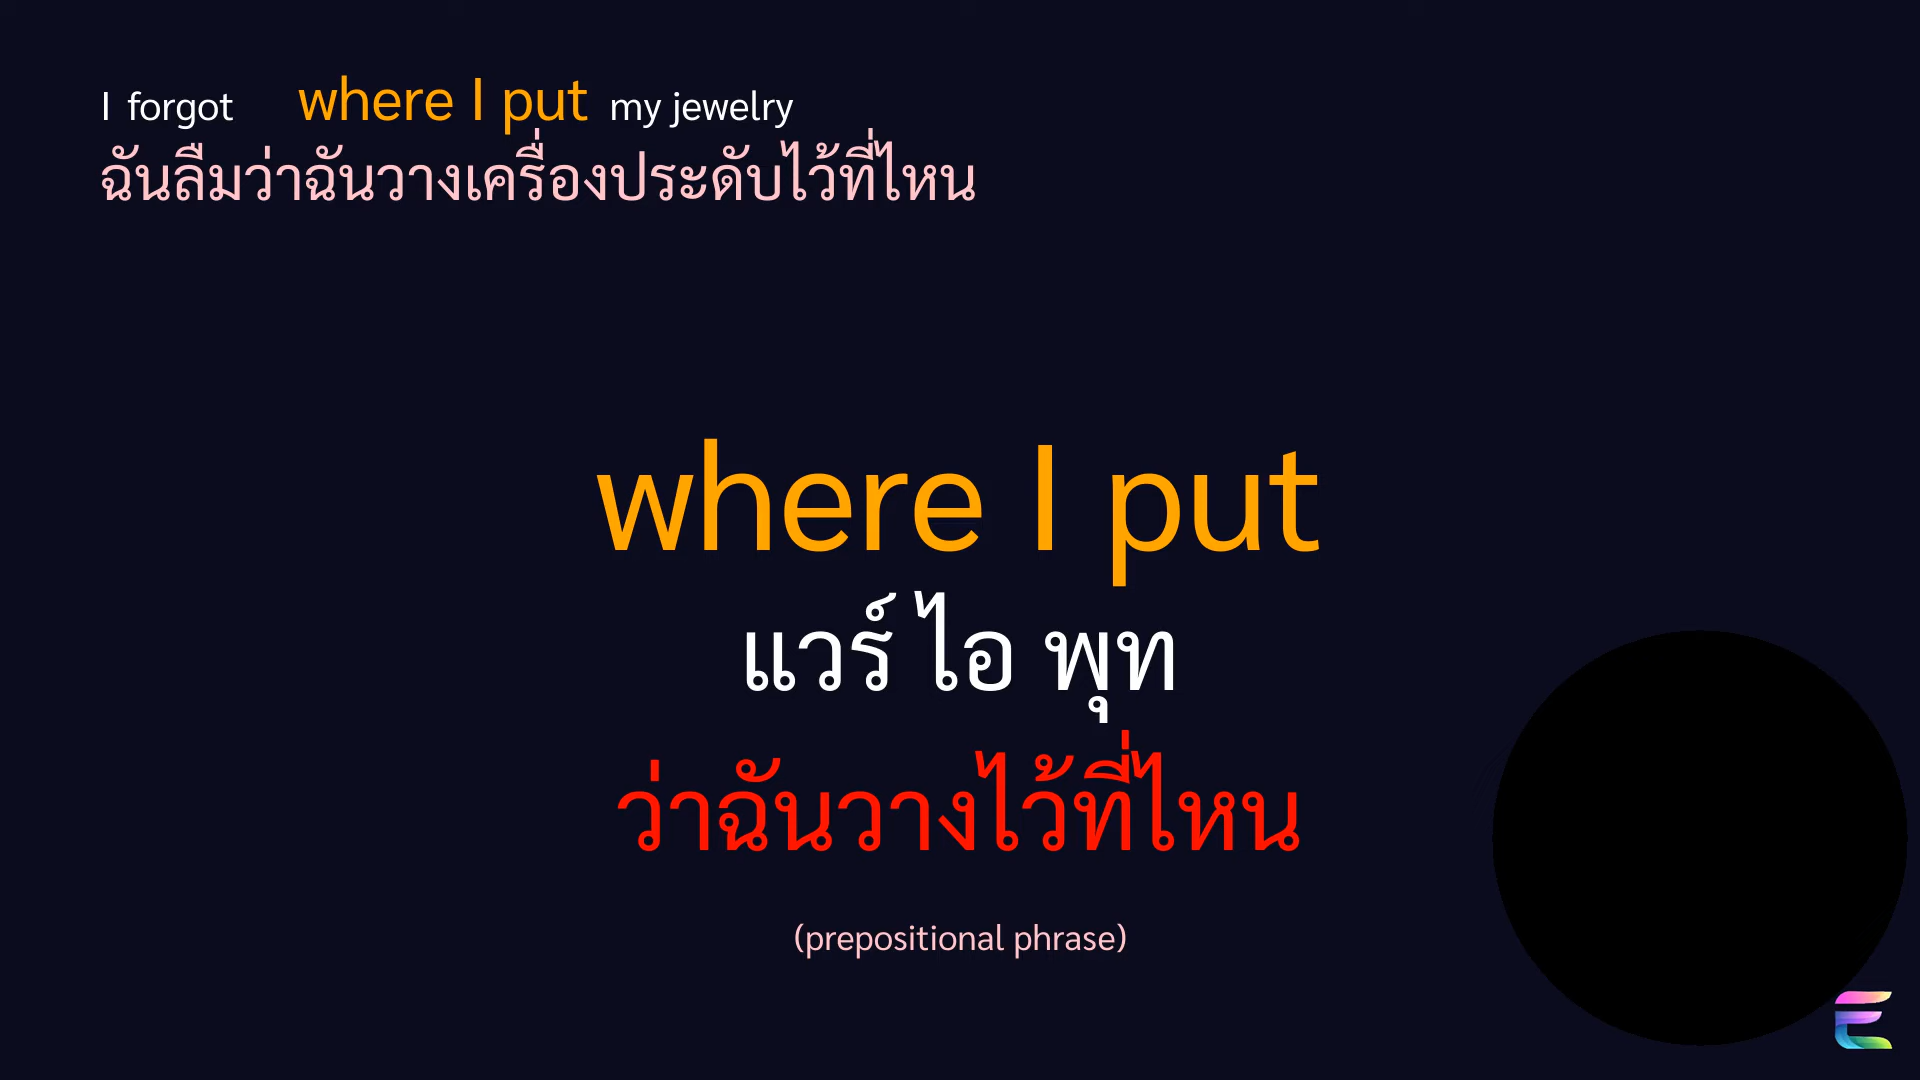 I forgot where I put my jewelry
ฉันลืมว่าฉันวางเครื่องประดับไว้ที่ไหน
where I put
แวร์ ไอ พุท
ว่าฉันวางไว้ที่ไหน
(prepositional phrase)